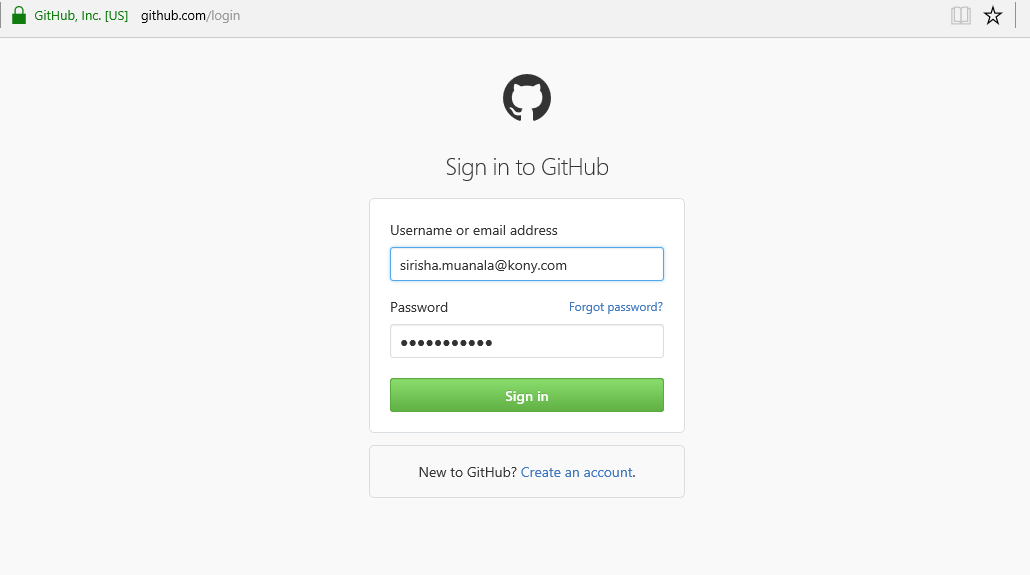 GitHub, Inc. [US] github.com/login
Sign in to GitHub
Username or email address
sirisha.muanala@kony.com
Password Forgot password?
●●●●●●●●●●●
Sign in
New to GitHub? Create an account.